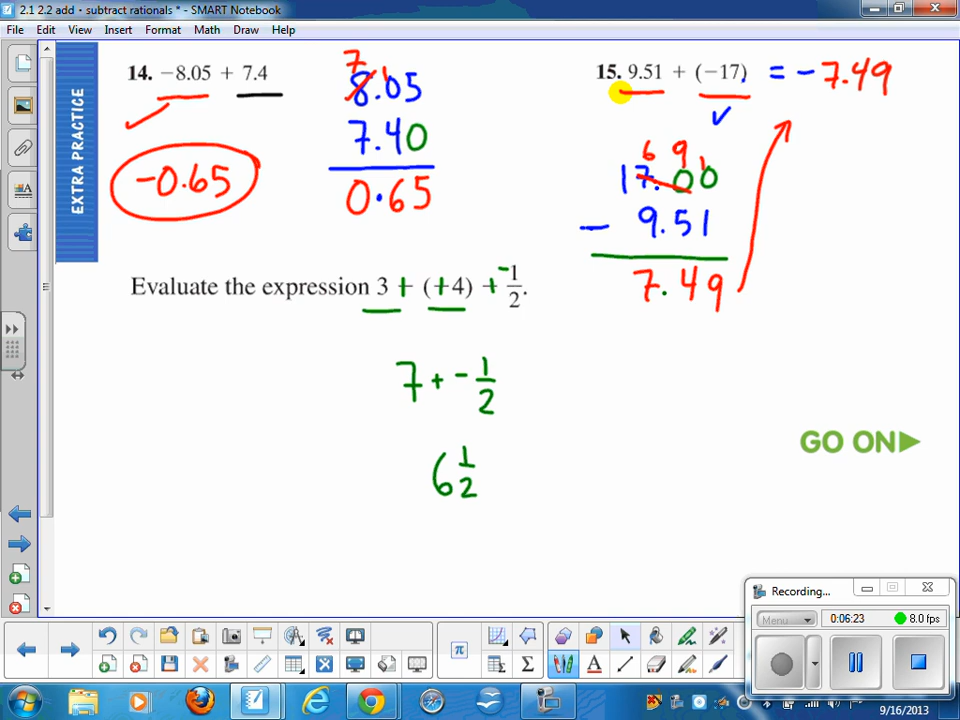 2.1 2.2 add ‑ subtract rationals * - SMART Notebook
File Edit View Insert Format Math Draw Help
EXTRA PRACTICE
14. −8.05 + 7.4
7 1
8.05
7.40
0.65
-0.65
15. 9.51 + (−17) = -7.49
6 9 1
17.00
- 9.51
7.49
Evaluate the expression 3 + (+4) + -1/2.
7 + - 1/2
6 1/2
GO ON
Recording...
Menu
0:06:23
8.0 fps
π
Σ
A
9/16/2013